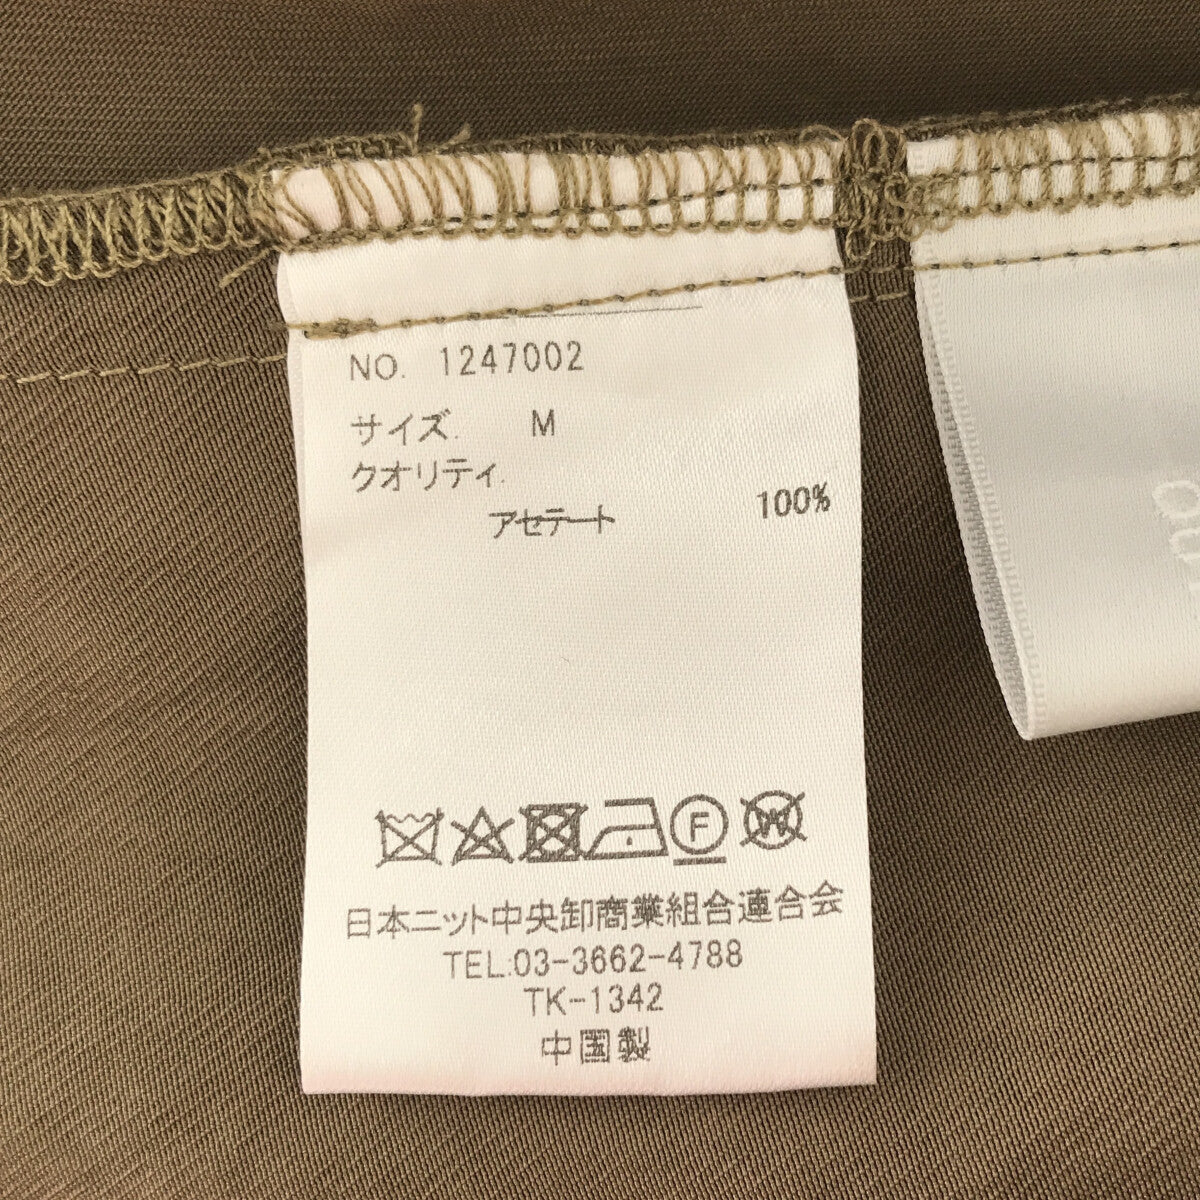 NO. 1247002
サイズ. M
クオリティ.
アセテート 100%
F W
日本ニット中央卸商業組合連合会
TEL:03-3662-4788
TK-1342
中国製